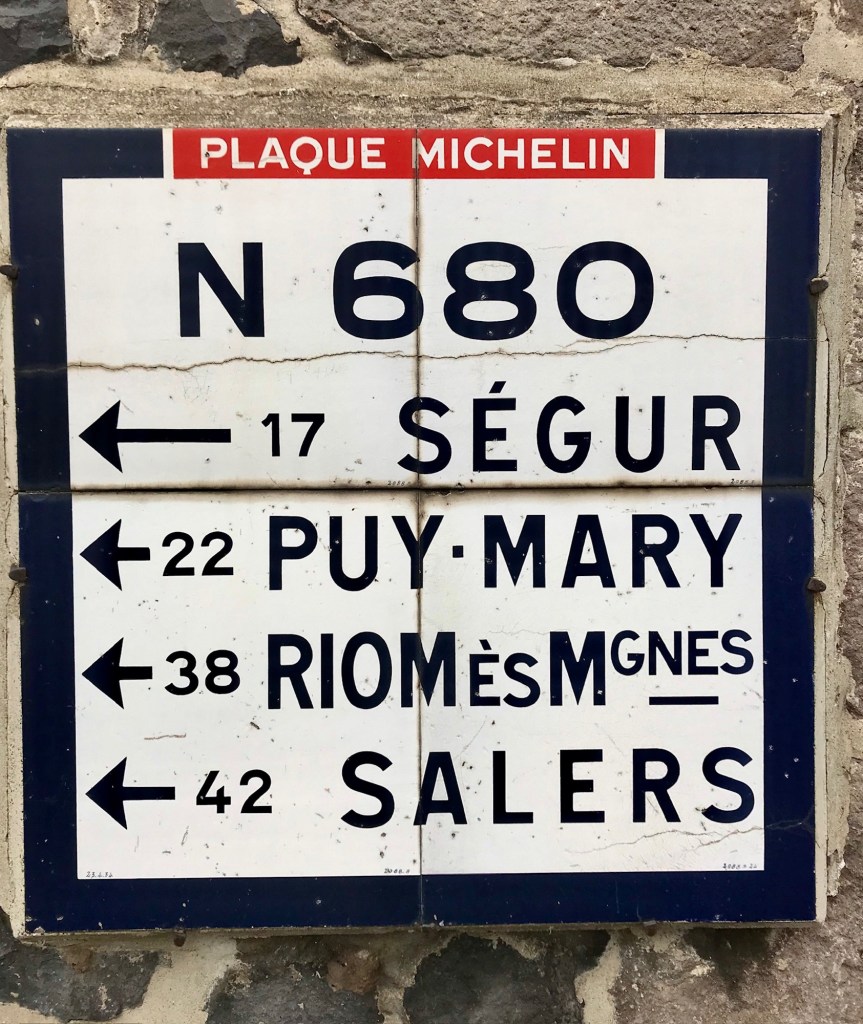 PLAQUE MICHELIN
N 680
17 SÉGUR
22 PUY·MARY
38 RIOMÈSMGNES
42 SALERS